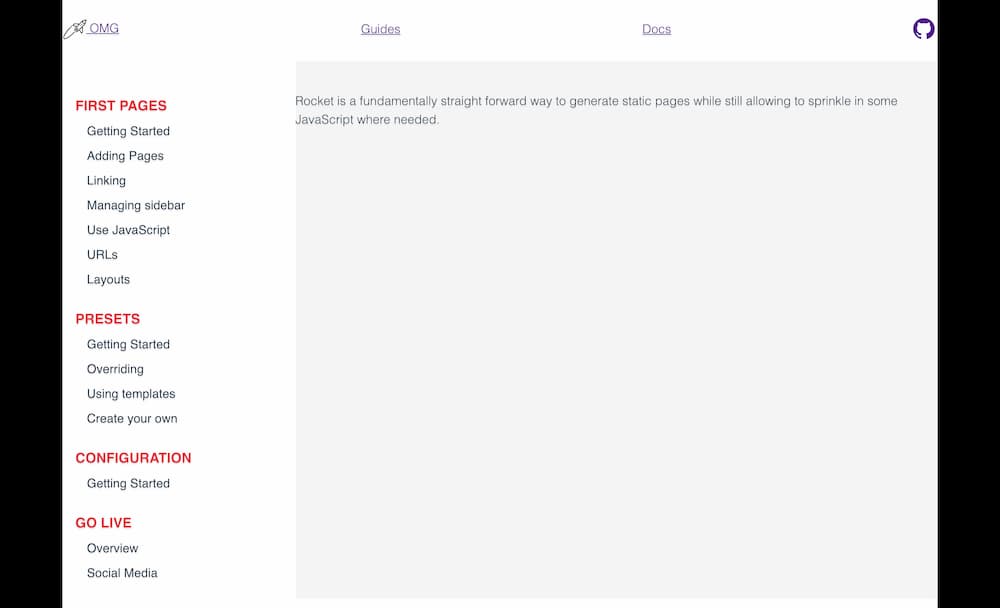 OMG
Guides
Docs
FIRST PAGES
Getting Started
Adding Pages
Linking
Managing sidebar
Use JavaScript
URLs
Layouts
PRESETS
Getting Started
Overriding
Using templates
Create your own
CONFIGURATION
Getting Started
GO LIVE
Overview
Social Media
Rocket is a fundamentally straight forward way to generate static pages while still allowing to sprinkle in some
JavaScript where needed.